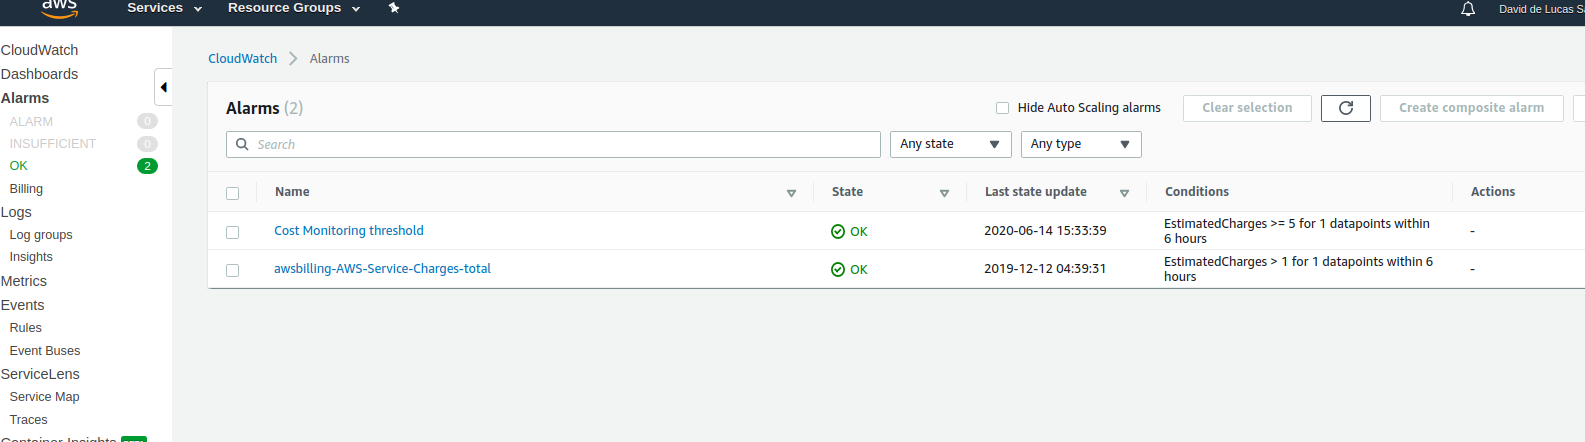 aws Services Resource Groups David de Lucas
CloudWatch
Dashboards
Alarms
ALARM 0
INSUFFICIENT 0
OK 2
Billing
Logs
Log groups
Insights
Metrics
Events
Rules
Event Buses
ServiceLens
Service Map
Traces
Container Insights
CloudWatch Alarms
Alarms (2) Hide Auto Scaling alarms Clear selection Create composite alarm
Search Any state Any type
Name State Last state update Conditions Actions
Cost Monitoring threshold OK 2020-06-14 15:33:39 EstimatedCharges >= 5 for 1 datapoints within
6 hours -
awsbilling-AWS-Service-Charges-total OK 2019-12-12 04:39:31 EstimatedCharges > 1 for 1 datapoints within 6
hours -